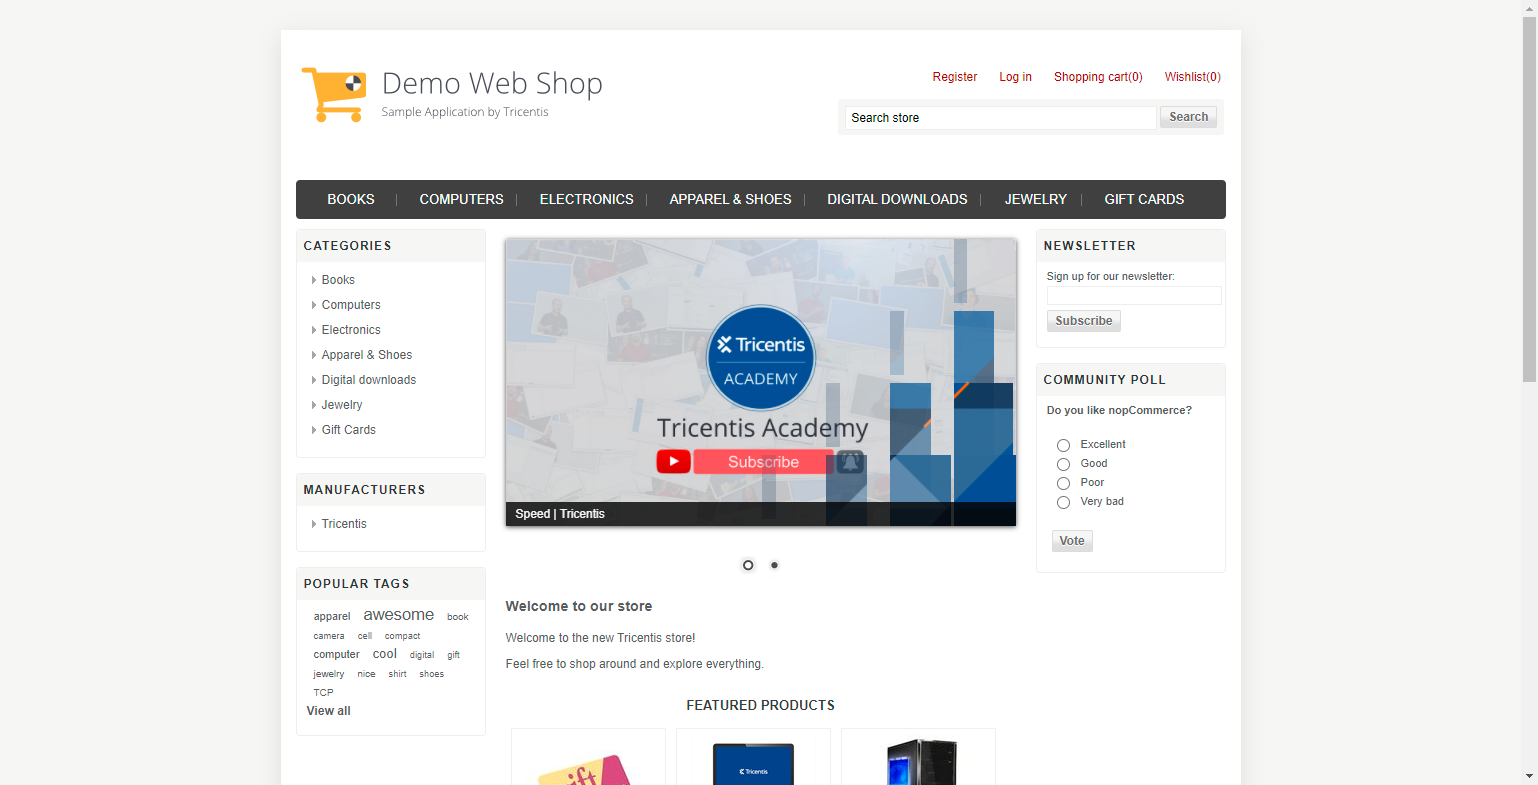 Demo Web Shop
Sample Application by Tricentis
Register Log in Shopping cart(0) Wishlist(0)
Search store Search
BOOKS COMPUTERS ELECTRONICS APPAREL & SHOES DIGITAL DOWNLOADS JEWELRY GIFT CARDS
CATEGORIES
Books
Computers
Electronics
Apparel & Shoes
Digital downloads
Jewelry
Gift Cards
MANUFACTURERS
Tricentis
POPULAR TAGS
apparel awesome book
camera cell compact
computer cool digital gift
jewelry nice shirt shoes
TCP
View all
Tricentis
ACADEMY
Tricentis Academy
Subscribe
Speed | Tricentis
Welcome to our store
Welcome to the new Tricentis store!
Feel free to shop around and explore everything.
FEATURED PRODUCTS
gift
Tricentis
NEWSLETTER
Sign up for our newsletter:
Subscribe
COMMUNITY POLL
Do you like nopCommerce?
Excellent
Good
Poor
Very bad
Vote